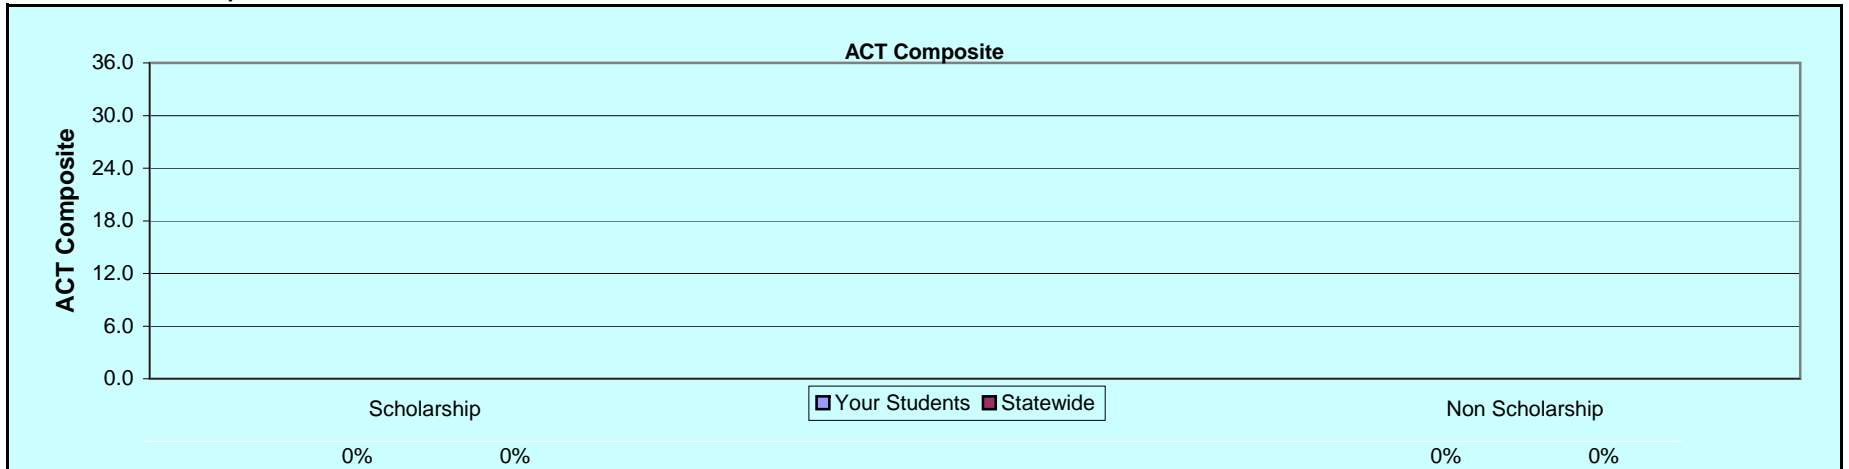 ACT Composite
36.0
30.0
24.0
18.0
12.0
6.0
0.0
ACT Composite
Scholarship
Your Students Statewide
Non Scholarship
0% 0% 0% 0%